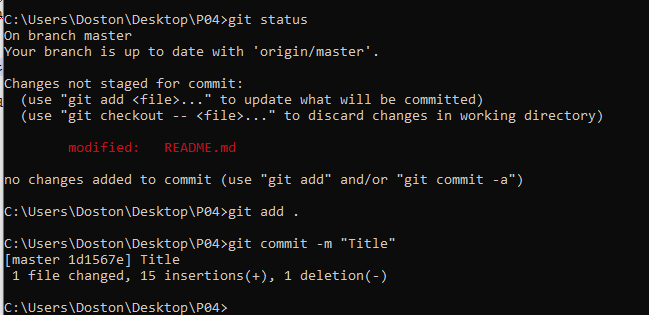 C:\Users\Doston\Desktop\P04>git status
On branch master
Your branch is up to date with 'origin/master'.
Changes not staged for commit:
(use "git add <file>..." to update what will be committed)
(use "git checkout -- <file>..." to discard changes in working directory)
modified: README.md
no changes added to commit (use "git add" and/or "git commit -a")
C:\Users\Doston\Desktop\P04>git add .
C:\Users\Doston\Desktop\P04>git commit -m "Title"
[master 1d1567e] Title
1 file changed, 15 insertions(+), 1 deletion(-)
C:\Users\Doston\Desktop\P04>